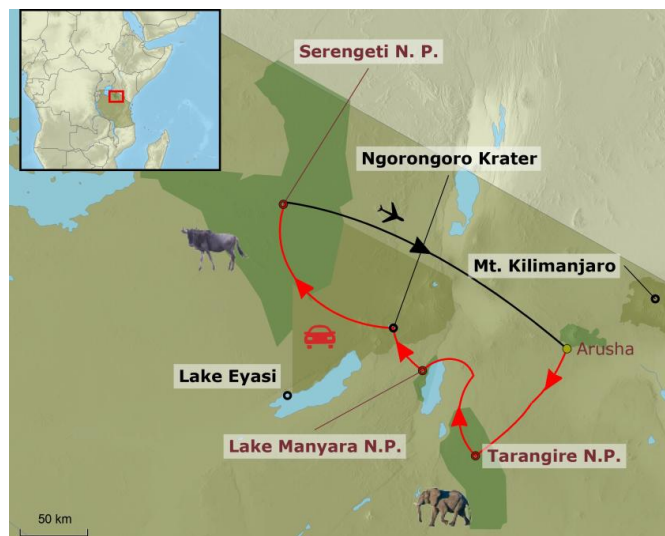 Serengeti N. P.
Ngorongoro Krater
Mt. Kilimanjaro
Arusha
Lake Eyasi
Lake Manyara N.P.
Tarangire N.P.
50 km